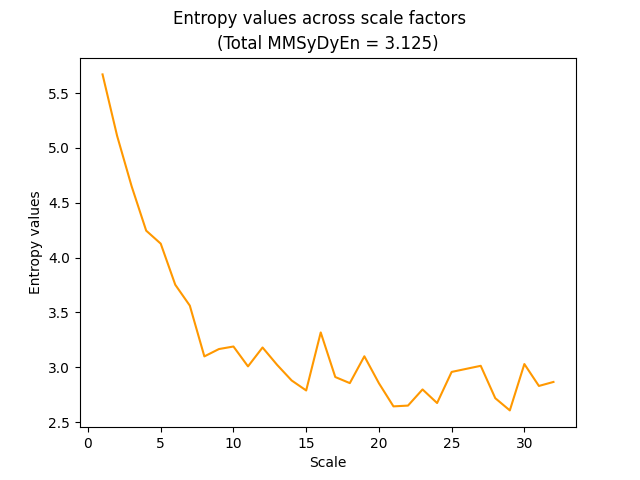 Entropy values across scale factors
(Total MMSyDyEn = 3.125)
Entropy values
5.5
5.0
4.5
4.0
3.5
3.0
2.5
0 5 10 15 20 25 30
Scale